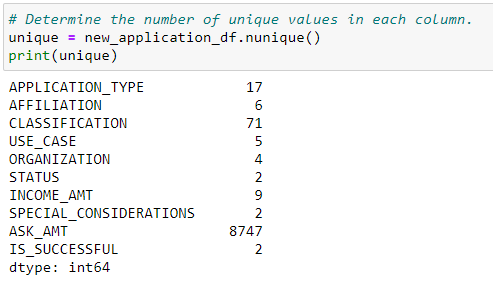 # Determine the number of unique values in each column.
unique = new_application_df.nunique()
print(unique)
APPLICATION_TYPE 17
AFFILIATION 6
CLASSIFICATION 71
USE_CASE 5
ORGANIZATION 4
STATUS 2
INCOME_AMT 9
SPECIAL_CONSIDERATIONS 2
ASK_AMT 8747
IS_SUCCESSFUL 2
dtype: int64